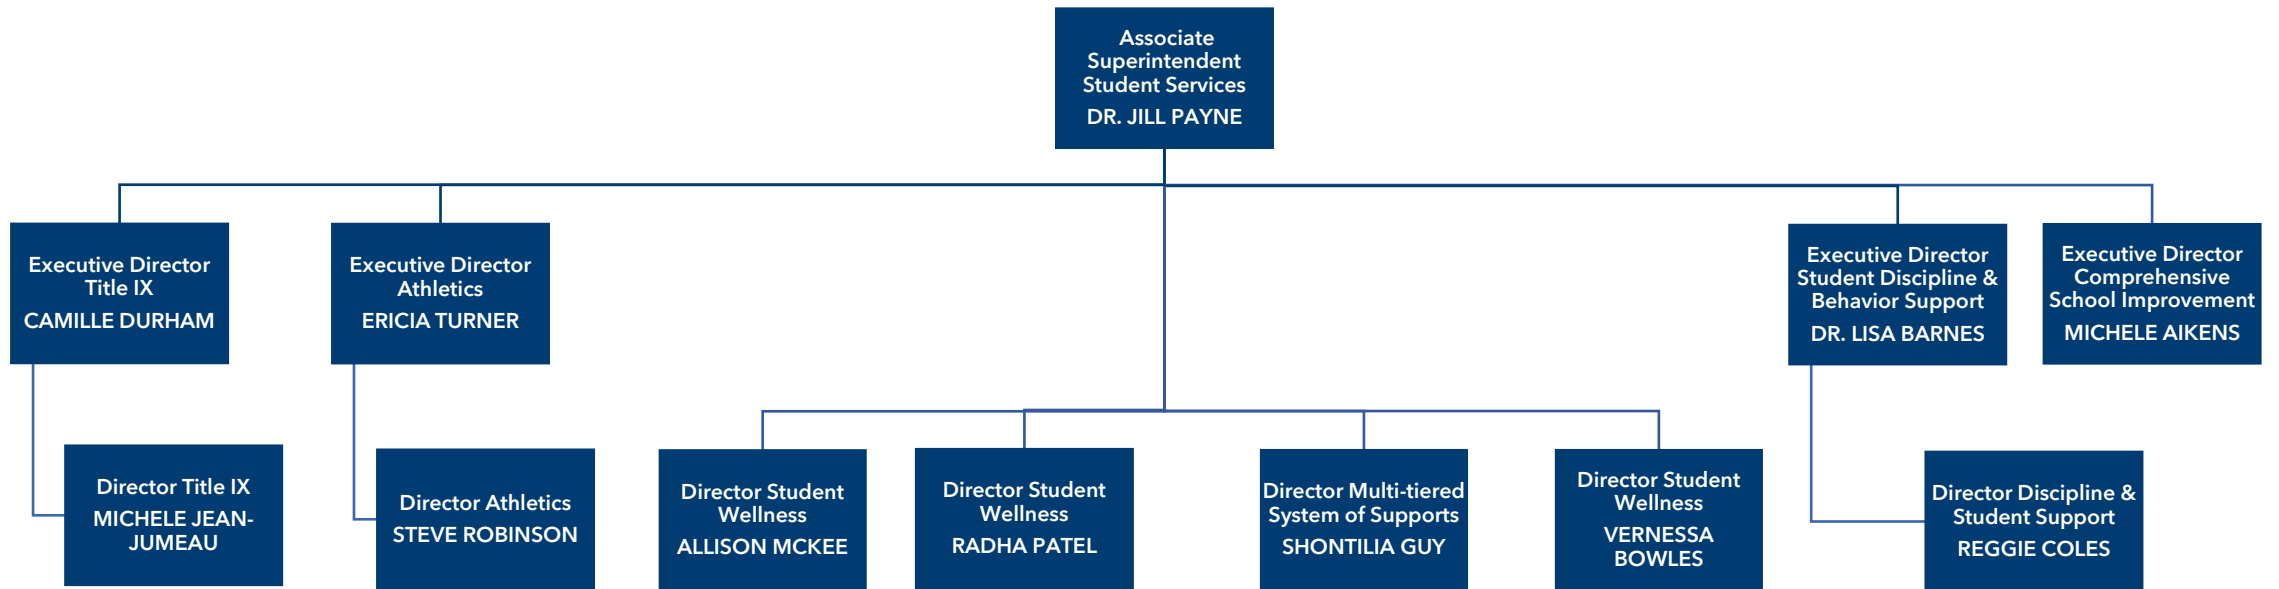 Associate
Superintendent
Student Services
DR. JILL PAYNE
Executive Director
Title IX
CAMILLE DURHAM
Executive Director
Athletics
ERICIA TURNER
Executive Director
Student Discipline &
Behavior Support
DR. LISA BARNES
Executive Director
Comprehensive
School Improvement
MICHELE AIKENS
Director Title IX
MICHELE JEAN-
JUMEAU
Director Athletics
STEVE ROBINSON
Director Student
Wellness
ALLISON MCKEE
Director Student
Wellness
RADHA PATEL
Director Multi-tiered
System of Supports
SHONTILIA GUY
Director Student
Wellness
VERNESSA
BOWLES
Director Discipline &
Student Support
REGGIE COLES